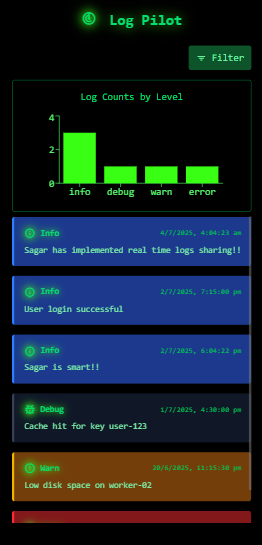 Log Pilot
Filter
Log Counts by Level
4
2
0
info debug warn error
Info 4/7/2025, 4:04:23 am
Sagar has implemented real time logs sharing!!
Info 2/7/2025, 7:15:00 pm
User login successful
Info 2/7/2025, 6:04:22 pm
Sagar is smart!!
Debug 1/7/2025, 4:30:00 pm
Cache hit for key user-123
Warn 20/6/2025, 11:15:30 pm
Low disk space on worker-02